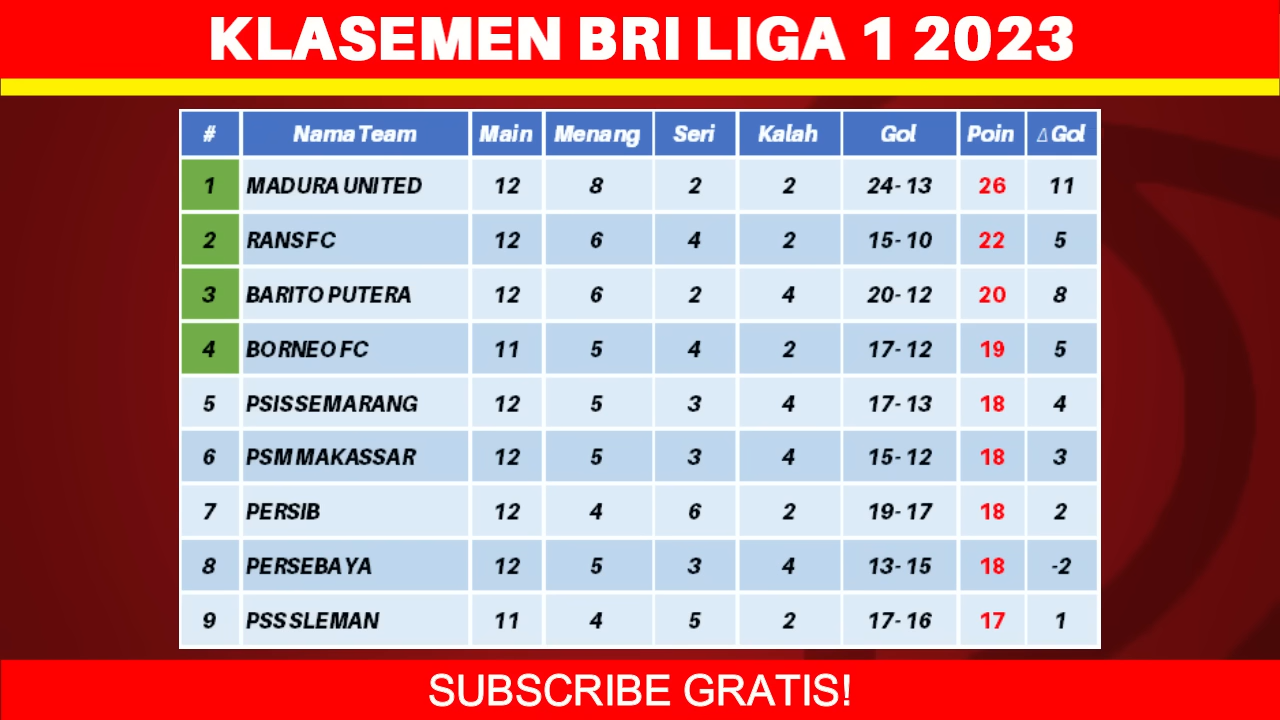 KLASEMEN BRI LIGA 1 2023
# Nama Team Main Menang Seri Kalah Gol Poin Δ Gol
1 MADURA UNITED 12 8 2 2 24-13 26 11
2 RANS FC 12 6 4 2 15-10 22 5
3 BARITO PUTERA 12 6 2 4 20-12 20 8
4 BORNEO FC 11 5 4 2 17-12 19 5
5 PSIS SEMARANG 12 5 3 4 17-13 18 4
6 PSM MAKASSAR 12 5 3 4 15-12 18 3
7 PERSIB 12 4 6 2 19-17 18 2
8 PERSEBAYA 12 5 3 4 13-15 18 -2
9 PSS SLEMAN 11 4 5 2 17-16 17 1
SUBSCRIBE GRATIS!